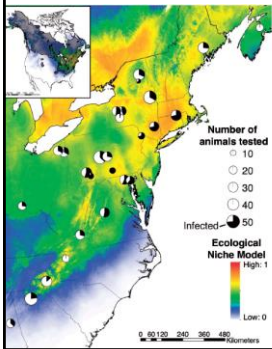 Number of
animals tested
10
20
30
40
Infected 50
Ecological
Niche Model
High: 1
Low: 0
0 60 120 240 360 480
Kilometers